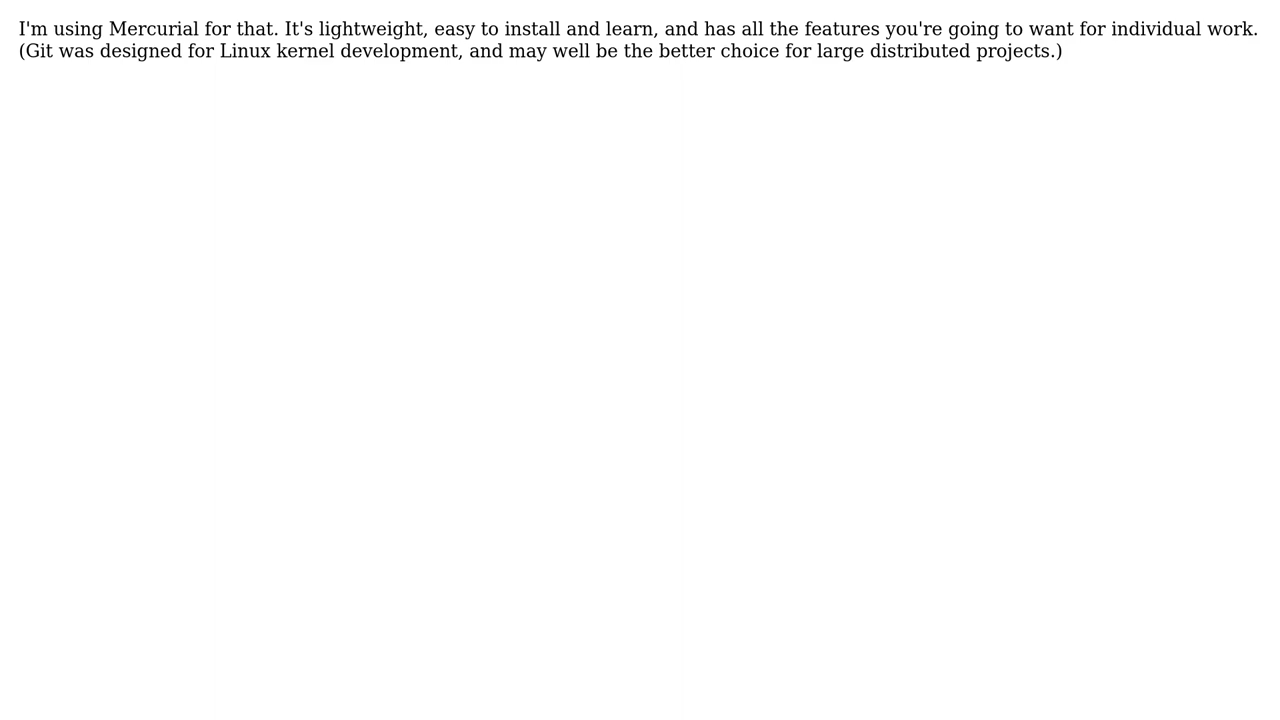 I'm using Mercurial for that. It's lightweight, easy to install and learn, and has all the features you're going to want for individual work.
(Git was designed for Linux kernel development, and may well be the better choice for large distributed projects.)